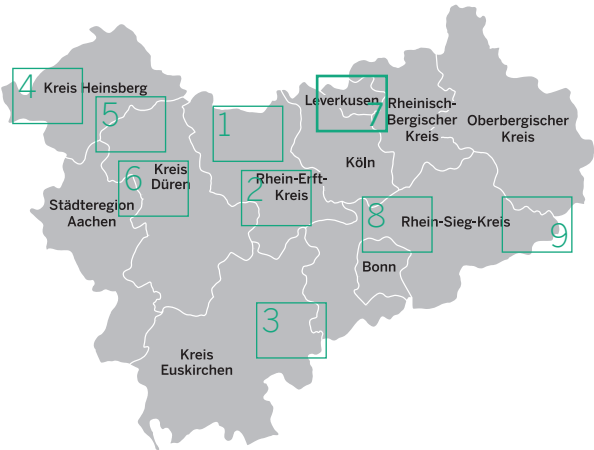 4
Kreis Heinsberg
5
1
Leverkusen
7
Rheinisch-
Bergischer
Kreis
Oberbergischer
Kreis
Köln
6
Kreis
Düren
2
Rhein-Erft-
Kreis
Städteregion
Aachen
8
Rhein-Sieg-Kreis
9
Bonn
3
Kreis
Euskirchen